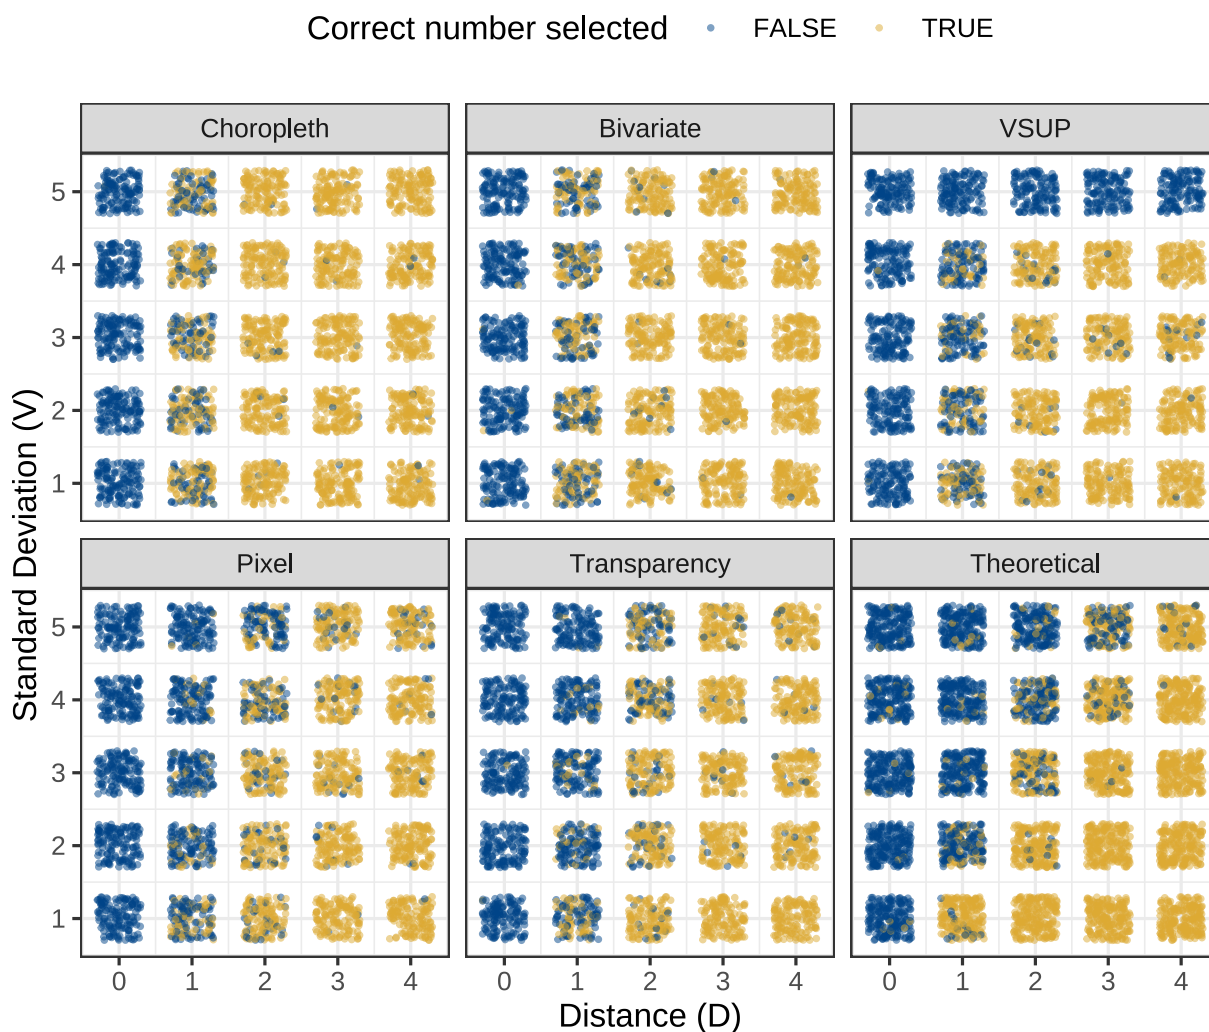 Correct number selected FALSE TRUE
Choropleth Bivariate VSUP
5
4
3
2
1
Pixel Transparency Theoretical
5
4
3
2
1
0 1 2 3 4 0 1 2 3 4 0 1 2 3 4
Standard Deviation (V)
Distance (D)